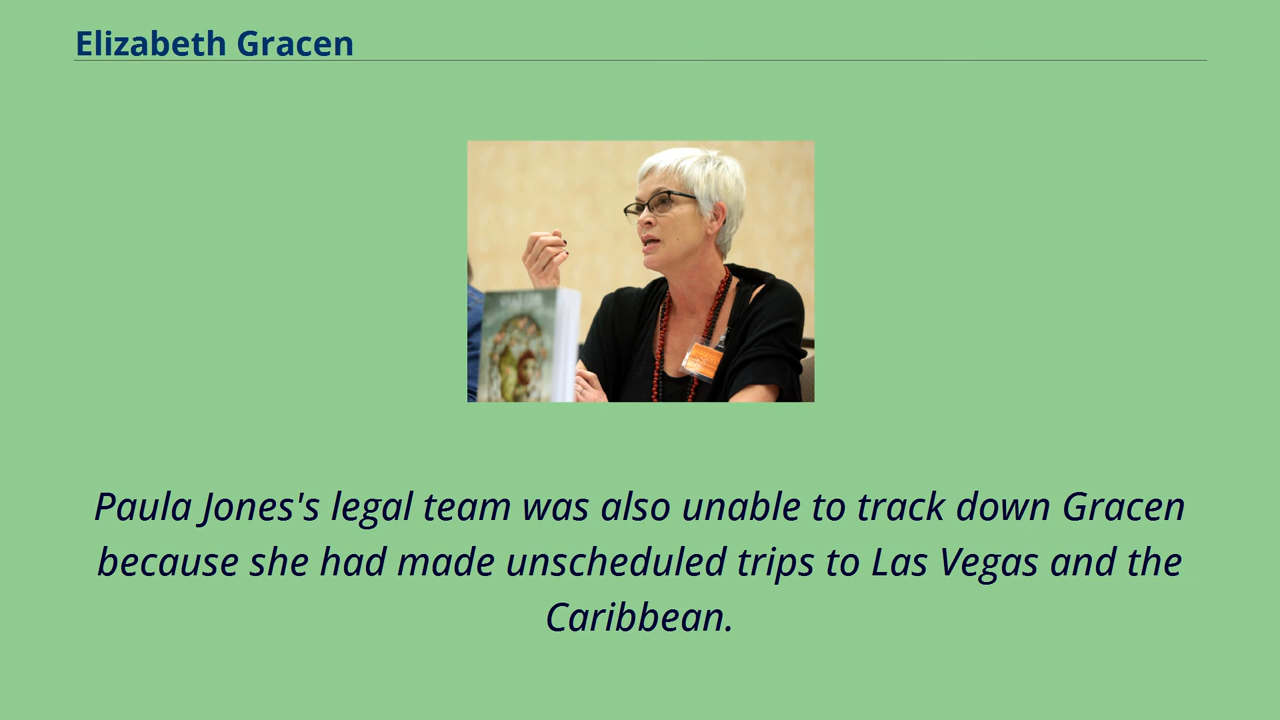 Elizabeth Gracen
Paula Jones's legal team was also unable to track down Gracen
because she had made unscheduled trips to Las Vegas and the
Caribbean.